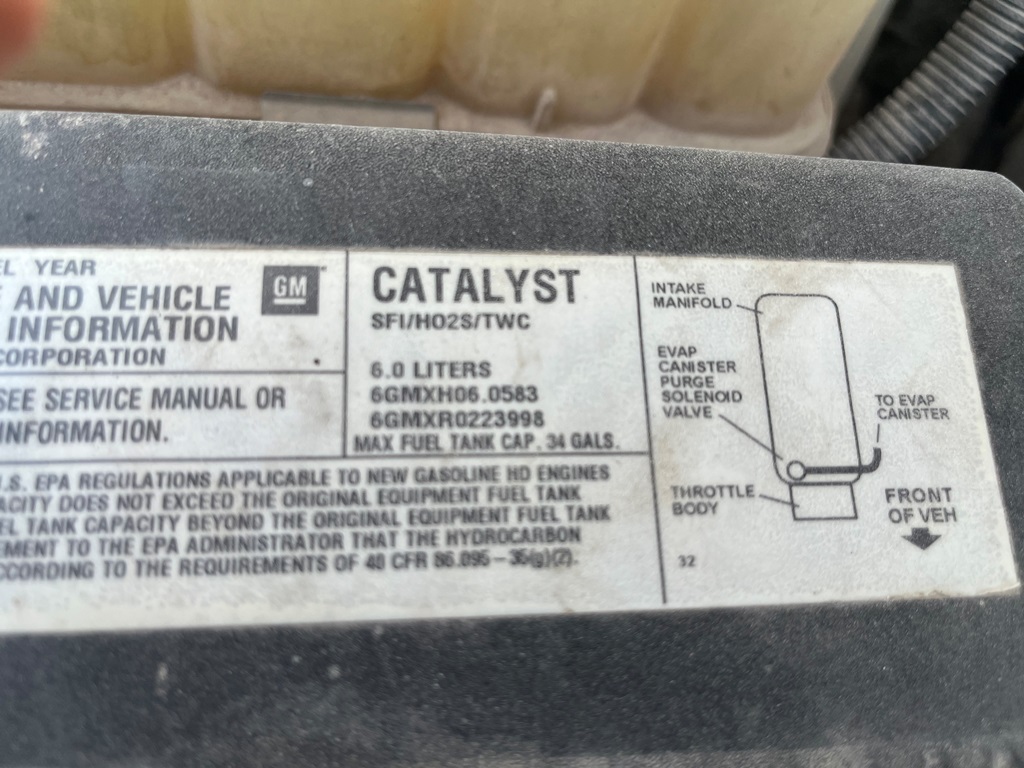 YEAR
AND VEHICLE
INFORMATION
CORPORATION
GM
SEE SERVICE MANUAL OR
INFORMATION.
CATALYST
SFI/HO2S/TWC
6.0 LITERS
6GMXH06.0583
6GMXR0223998
MAX FUEL TANK CAP. 34 GALS.
U.S. EPA REGULATIONS APPLICABLE TO NEW GASOLINE HD ENGINES
DOES NOT EXCEED THE ORIGINAL EQUIPMENT FUEL TANK
TANK CAPACITY BEYOND THE ORIGINAL EQUIPMENT FUEL TANK
TO THE EPA ADMINISTRATOR THAT THE HYDROCARBON
ACCORDING TO THE REQUIREMENTS OF 40 CFR 86.095-35(g)(2).
INTAKE
MANIFOLD
EVAP
CANISTER
PURGE
SOLENOID
VALVE
TO EVAP
CANISTER
THROTTLE
BODY
FRONT
OF VEH
32